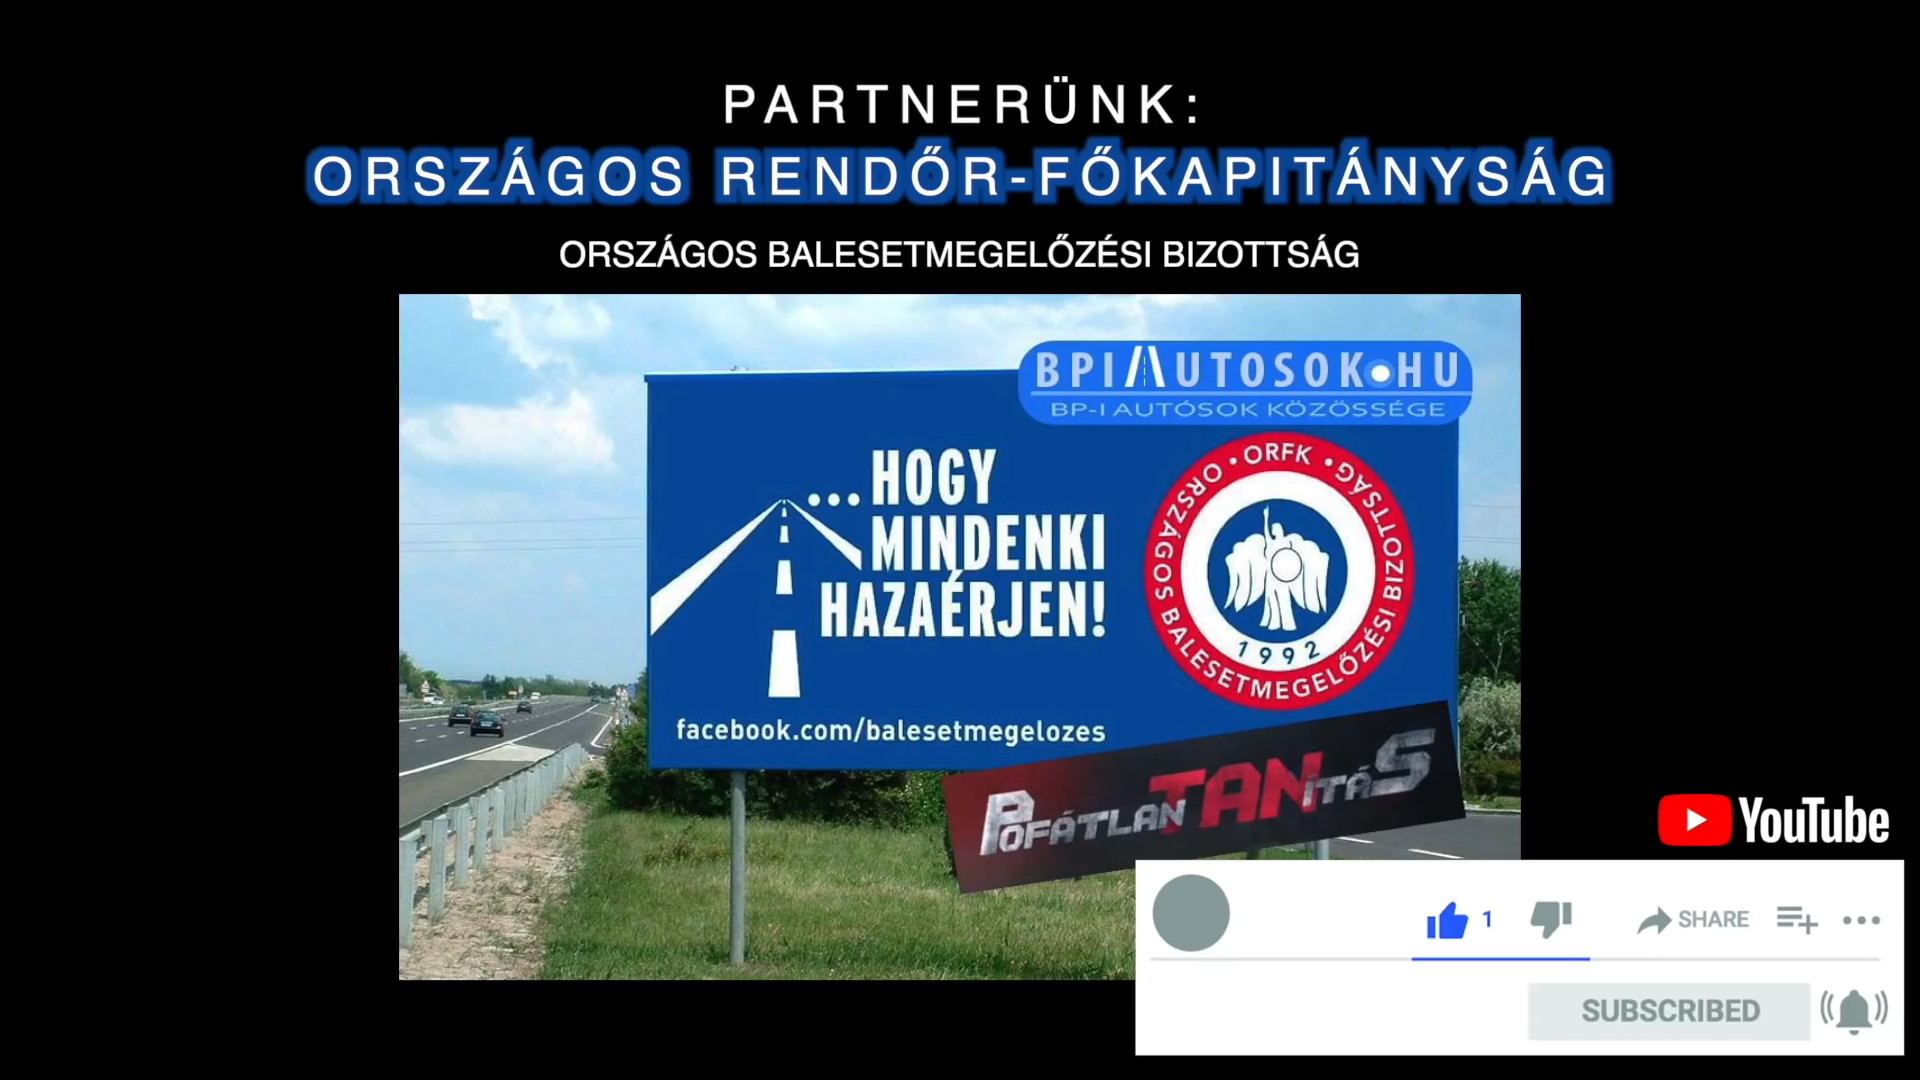 PARTNERÜNK:
ORSZÁGOS RENDŐR-FŐKAPITÁNYSÁG
ORSZÁGOS BALESETMEGELŐZÉSI BIZOTTSÁG
BPIAUTOSOK.HU
BP-I AUTÓSOK KÖZÖSSÉGE
...HOGY
MINDENKI
HAZAÉRJEN!
ORSZÁGOS • ORFK • BALESETMEGELŐZÉSI BIZOTTSÁG
1992
facebook.com/balesetmegelozes
POFÁTLANTANÍTÁS
YouTube
1
SHARE
SUBSCRIBED